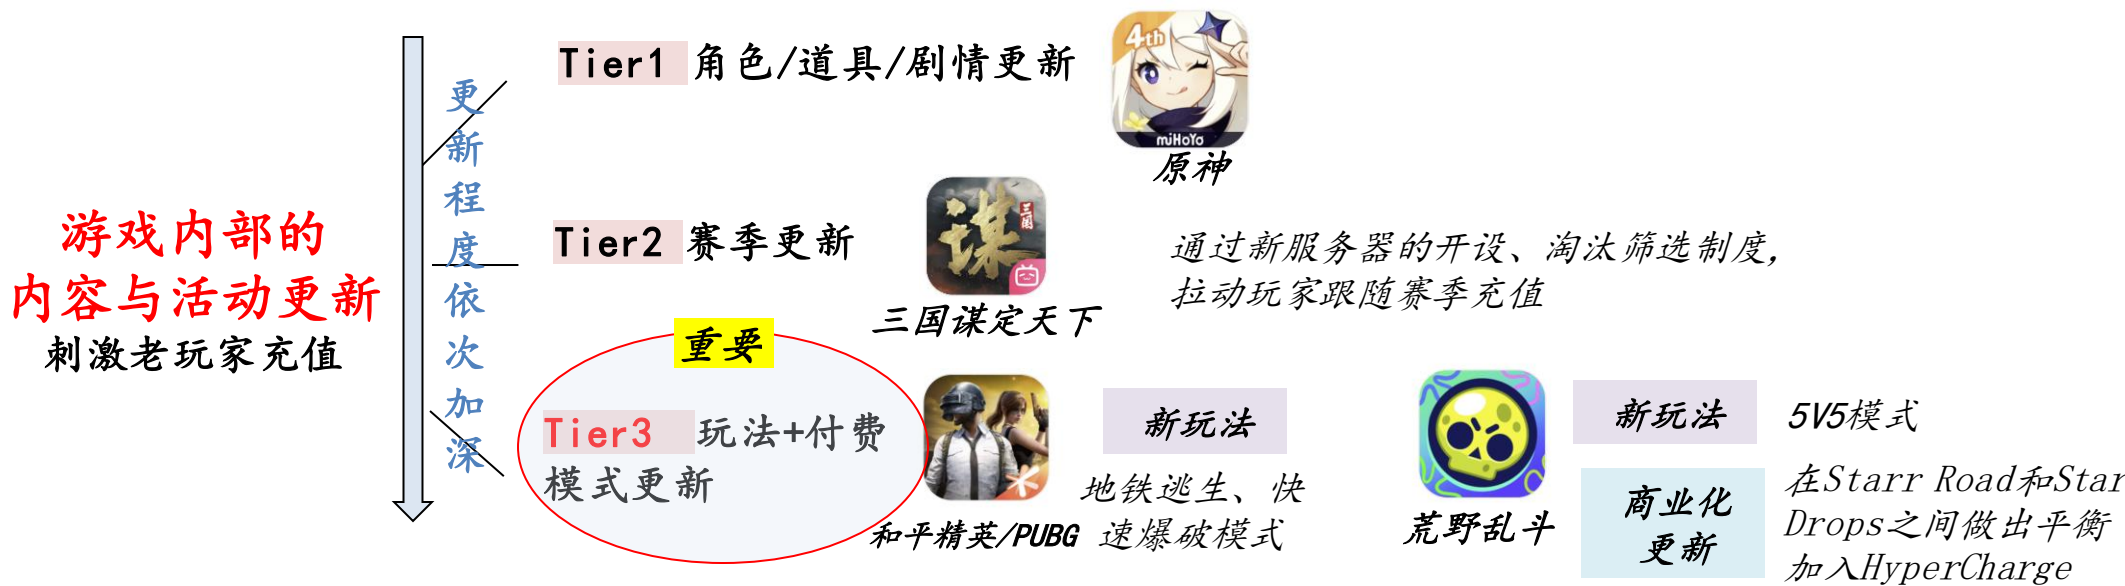 游戏内部的
内容与活动更新
刺激老玩家充值
更新程度依次加深
Tier1 角色/道具/剧情更新
4th
miHoYo
原神
Tier2 赛季更新
谋
三国
三国谋定天下
通过新服务器的开设、淘汰筛选制度，
拉动玩家跟随赛季充值
重要
Tier3 玩法+付费
模式更新
和平精英/PUBG
新玩法
地铁逃生、快
速爆破模式
荒野乱斗
新玩法
5V5模式
商业化
更新
在Starr Road和Star
Drops之间做出平衡
加入HyperCharge